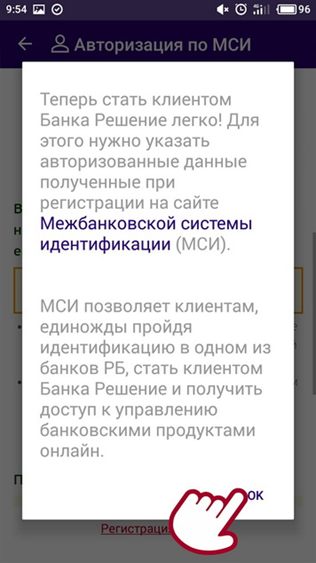 9:54
96
Авторизация по МСИ
Теперь стать клиентом
Банка Решение легко! Для
этого нужно указать
авторизованные данные
полученные при
регистрации на сайте
Межбанковской системы
идентификации (МСИ).
МСИ позволяет клиентам,
единожды пройдя
идентификацию в одном из
банков РБ, стать клиентом
Банка Решение и получить
доступ к управлению
банковскими продуктами
онлайн.
ОК